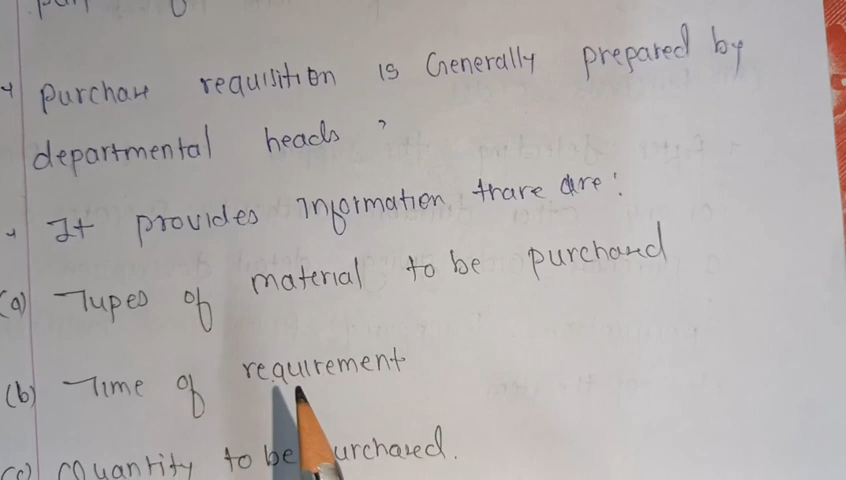 Purchase requisition is Generally prepared by
departmental heads,
It provides Information thare are:
(a) Types of material to be purchased
(b) Time of requirement
(c) Quantity to be purchased.